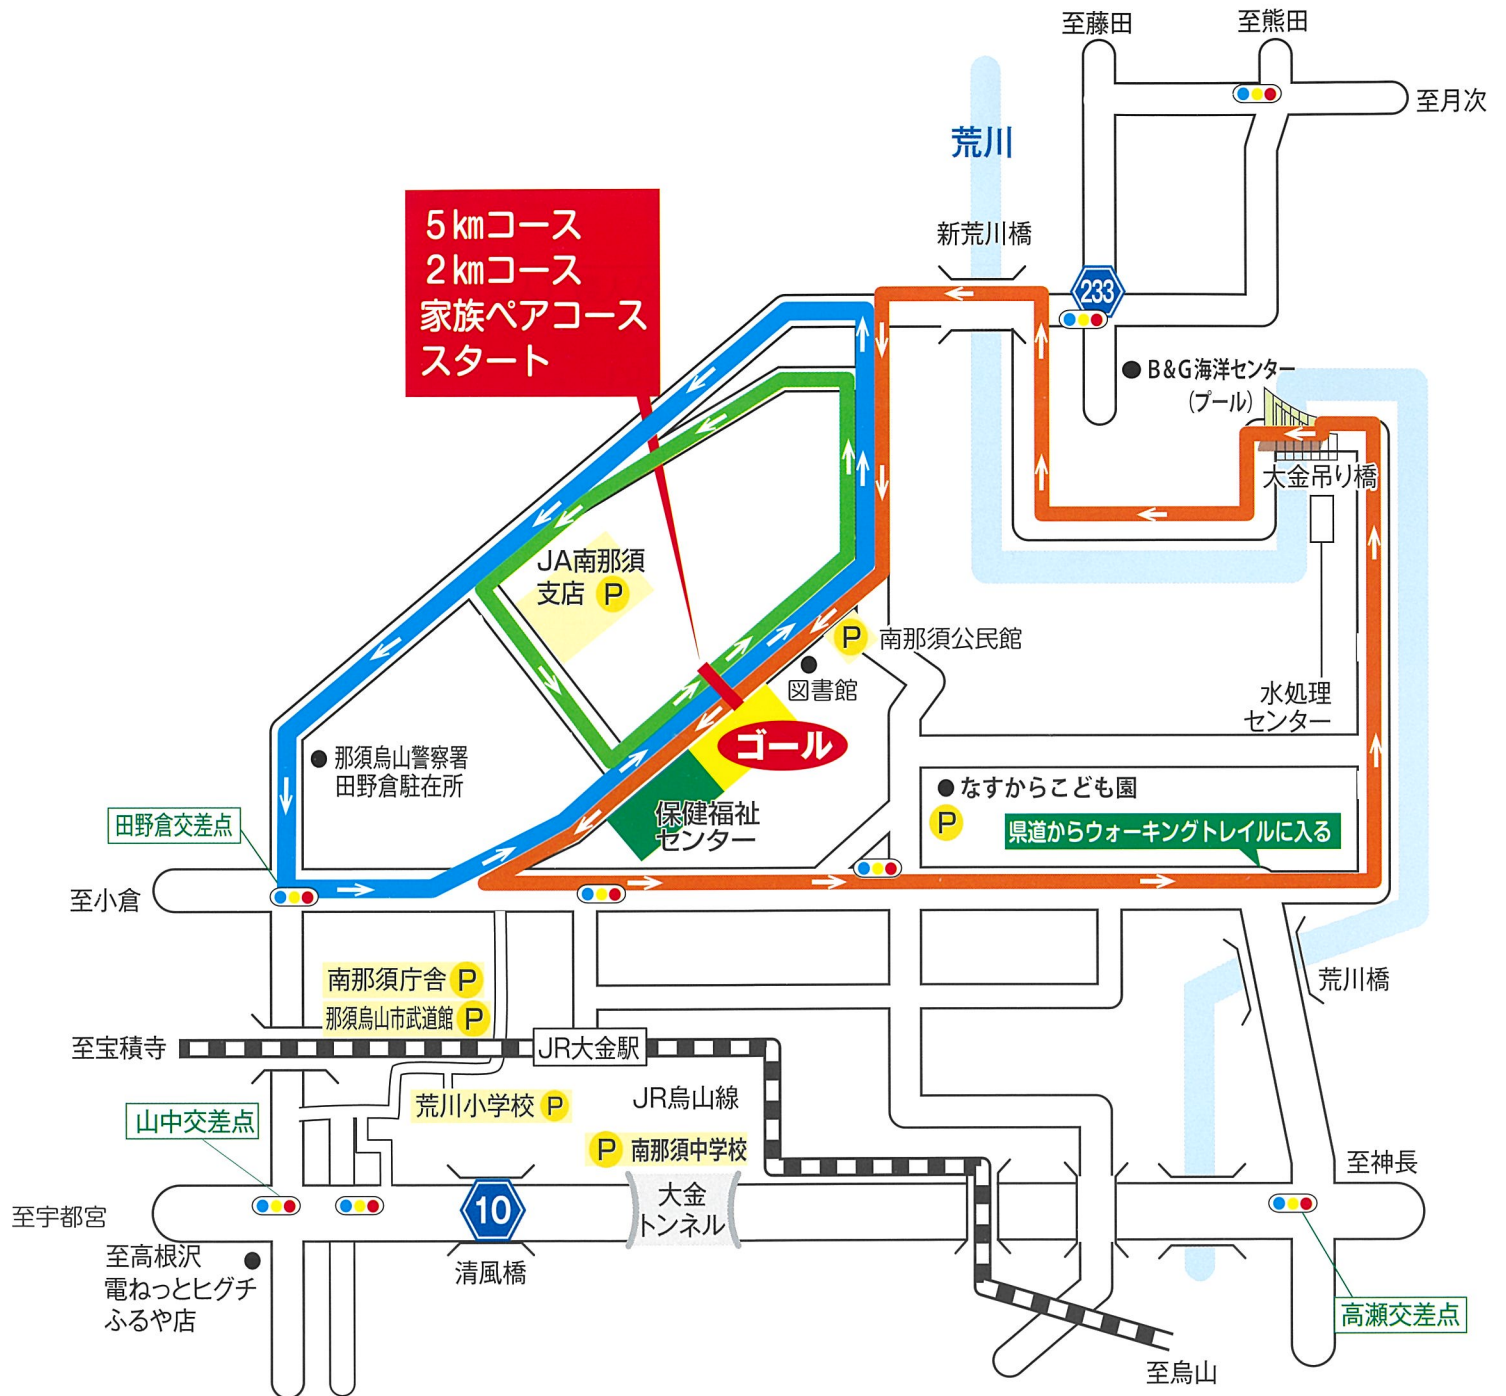 至藤田
至熊田
至月次
荒川
5㎞コース
2㎞コース
家族ペアコース
スタート
新荒川橋
233
B&G海洋センター
(プール)
大金吊り橋
JA南那須
支店 P
P 南那須公民館
図書館
水処理
センター
ゴール
那須烏山警察署
田野倉駐在所
なすからこども園
P
保健福祉
センター
田野倉交差点
県道からウォーキングトレイルに入る
至小倉
南那須庁舎 P
那須烏山市武道館 P
荒川橋
至宝積寺
JR大金駅
JR烏山線
荒川小学校 P
山中交差点
P 南那須中学校
至神長
至宇都宮
10
大金
トンネル
至高根沢
電ねっとヒグチ
ふるや店
清風橋
高瀬交差点
至烏山